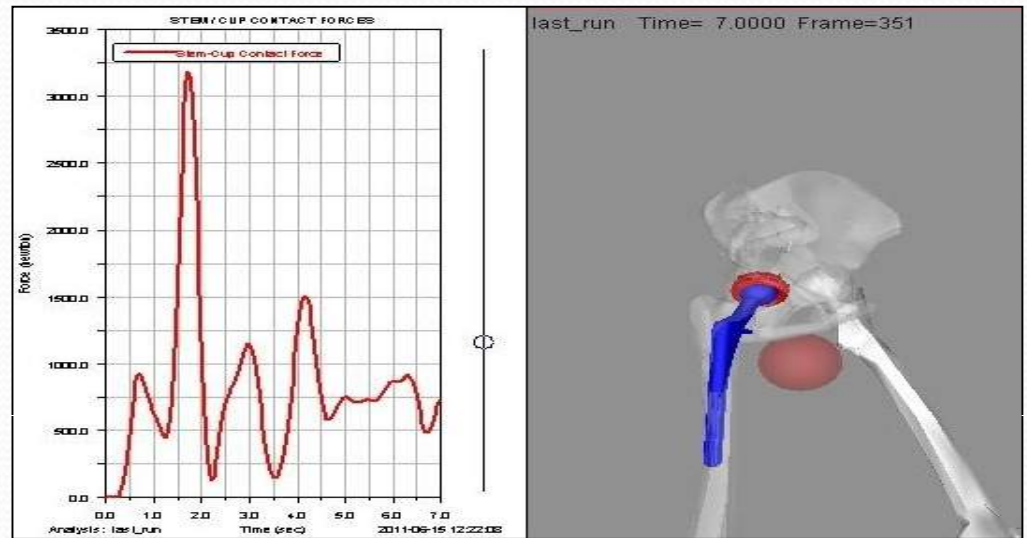 STEM / CUP CONTACT FORCES
3500.0
3000.0
2500.0
2000.0
1500.0
1000.0
500.0
0.0
Force (newton)
Stem-Cup Contact Force
0.0 1.0 2.0 3.0 4.0 5.0 6.0 7.0
Analysis: last_run Time (sec) 2011-06-15 12:22:08
last_run Time= 7.0000 Frame=351